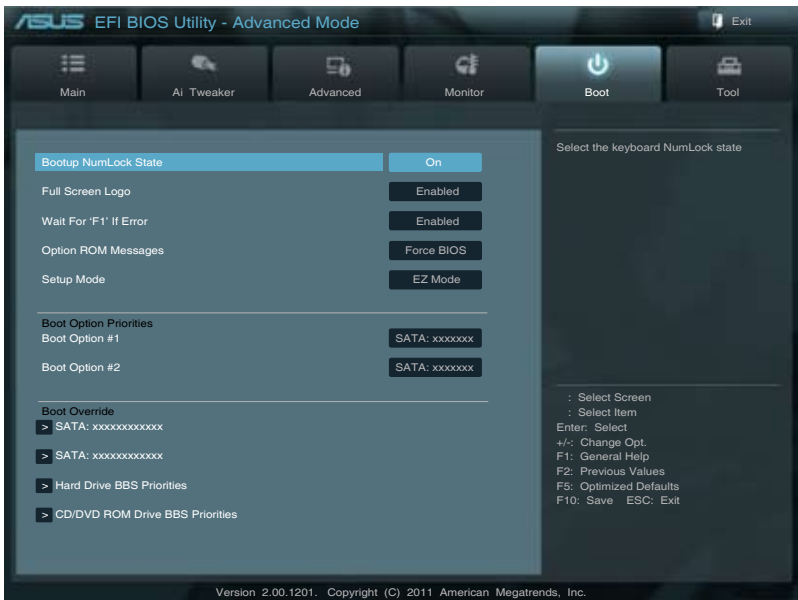 ASUS EFI BIOS Utility - Advanced Mode
Exit
Main
Ai Tweaker
Advanced
Monitor
Boot
Tool
Bootup NumLock State
On
Full Screen Logo
Enabled
Wait For ‘F1’ If Error
Enabled
Option ROM Messages
Force BIOS
Setup Mode
EZ Mode
Boot Option Priorities
Boot Option #1
SATA: xxxxxxx
Boot Option #2
SATA: xxxxxxx
Boot Override
> SATA: xxxxxxxxxxxx
> SATA: xxxxxxxxxxxx
> Hard Drive BBS Priorities
> CD/DVD ROM Drive BBS Priorities
Select the keyboard NumLock state
: Select Screen
: Select Item
Enter: Select
+/-: Change Opt.
F1: General Help
F2: Previous Values
F5: Optimized Defaults
F10: Save ESC: Exit
Version 2.00.1201. Copyright (C) 2011 American Megatrends, Inc.